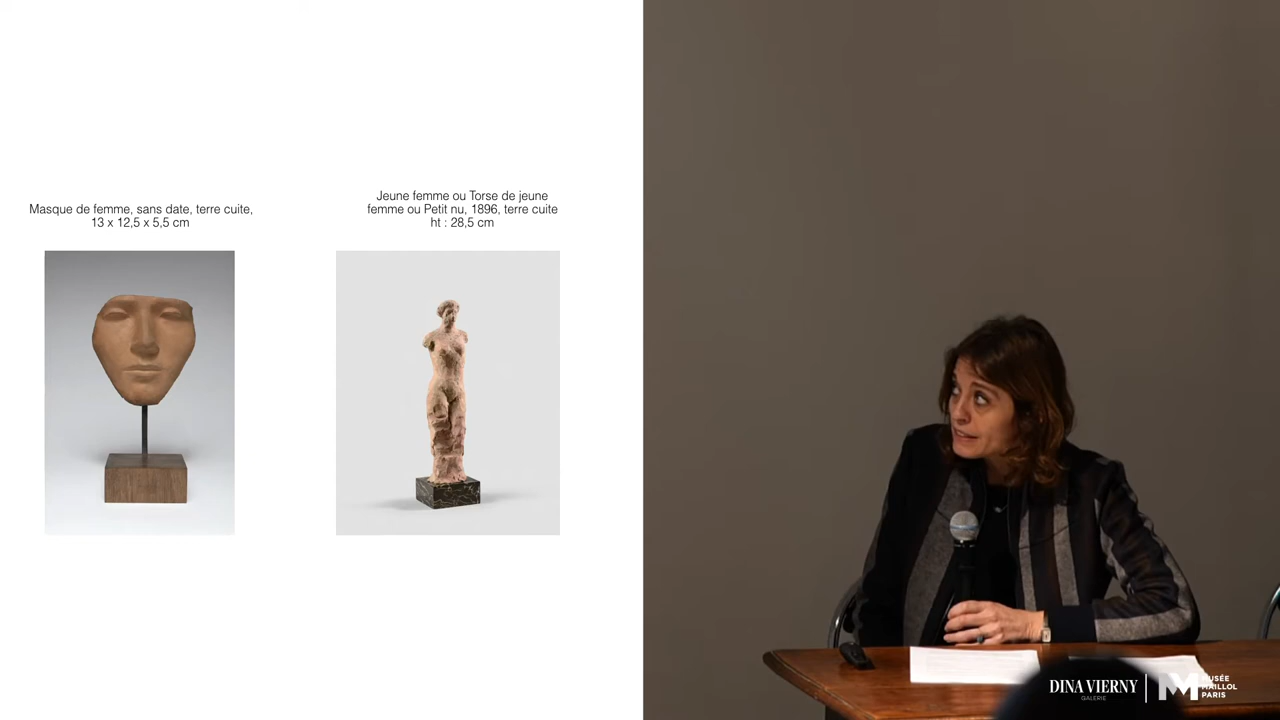 Masque de femme, sans date, terre cuite,
13 x 12,5 x 5,5 cm
Jeune femme ou Torse de jeune
femme ou Petit nu, 1896, terre cuite
ht : 28,5 cm
DINA VIERNY
GALERIE
MUSÉE
MAILLOL
PARIS